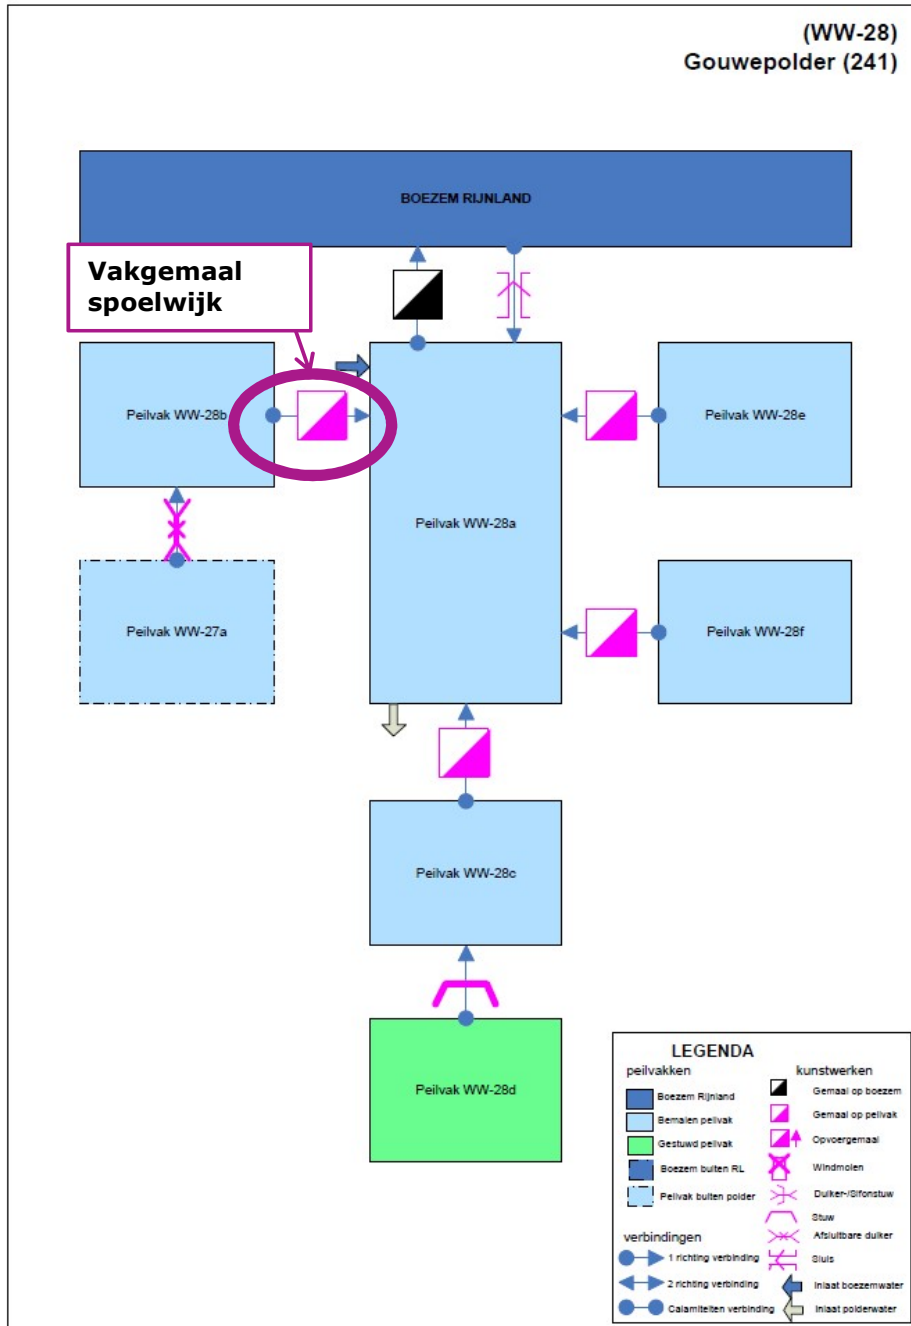 (WW-28)
Gouwepolder (241)
BOEZEM RIJNLAND
Vakgemaal
spoelwijk
Peilvak WW-28b
Peilvak WW-28e
Peilvak WW-28a
Peilvak WW-27a
Peilvak WW-28f
Peilvak WW-28c
Peilvak WW-28d
LEGENDA
peilvakken
Boezem Rijnland
Bemalen peilvak
Gestuwd peilvak
Boezem buiten RL
Peilvak buiten polder
verbindingen
1 richting verbinding
2 richting verbinding
Calamiteiten verbinding
kunstwerken
Gemaal op boezem
Gemaal op peilvak
Opvoergemaal
Windmolen
Duiker-/Sifonstuw
Stuw
Afsluitbare duiker
Sluis
Inlaat boezemwater
Inlaat polderwater